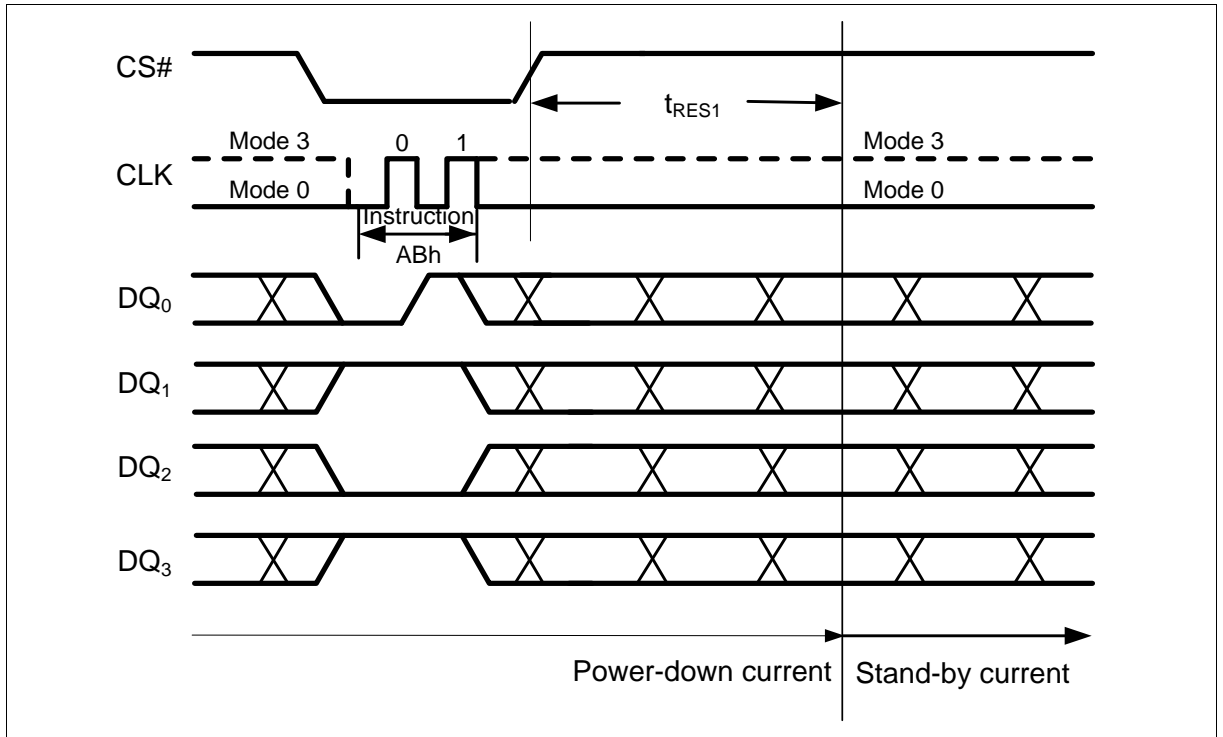 CS#
tRES1
Mode 3 0 1 Mode 3
CLK
Mode 0 Mode 0
Instruction
ABh
DQ0
DQ1
DQ2
DQ3
Power-down current Stand-by current